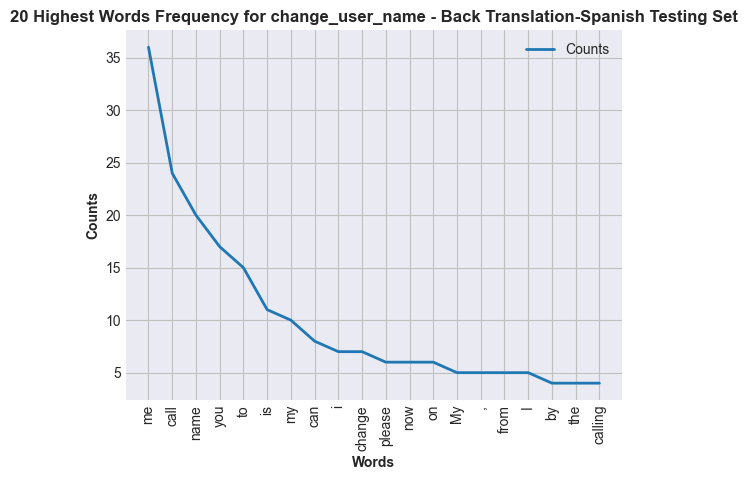 20 Highest Words Frequency for change_user_name - Back Translation-Spanish Testing Set
Counts
35
30
25
20
15
10
5
Counts
me
call
name
you
to
is
my
can
i
change
please
now
on
My
,
from
I
by
the
calling
Words